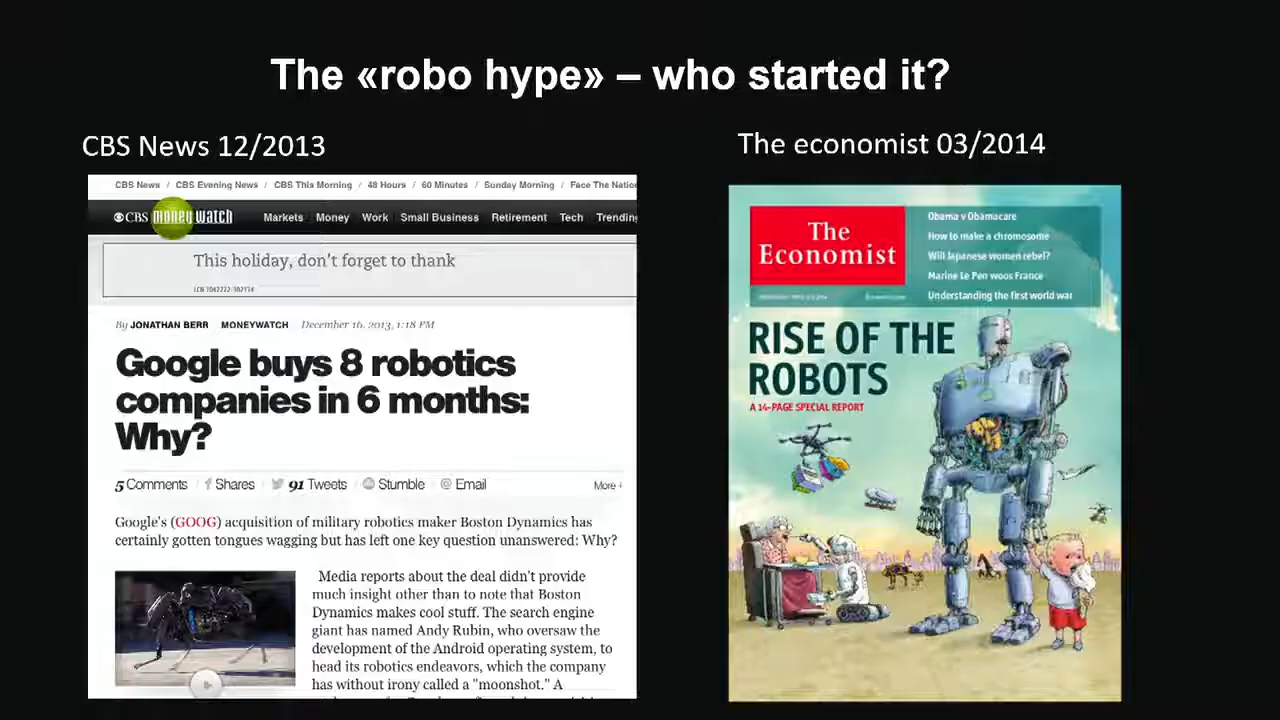 The «robo hype» – who started it?
CBS News 12/2013
CBS News / CBS Evening News / CBS This Morning / 48 Hours / 60 Minutes / Sunday Morning / Face The Natio
CBS money watch Markets Money Work Small Business Retirement Tech Trending
This holiday, don't forget to thank
By JONATHAN BERR MONEYWATCH December 16, 2013, 1:18 PM
Google buys 8 robotics
companies in 6 months:
Why?
5 Comments / Shares 91 Tweets Stumble @ Email More +
Google's (GOOG) acquisition of military robotics maker Boston Dynamics has
certainly gotten tongues wagging but has left one key question unanswered: Why?
Media reports about the deal didn't provide
much insight other than to note that Boston
Dynamics makes cool stuff. The search engine
giant has named Andy Rubin, who oversaw the
development of the Android operating system, to
head its robotics endeavors, which the company
has without irony called a "moonshot." A
The economist 03/2014
The
Economist
Obama v Obamacare
How to make a chromosome
Will Japanese women rebel?
Marine Le Pen woos France
Understanding the first world war
RISE OF THE
ROBOTS
A 14-PAGE SPECIAL REPORT